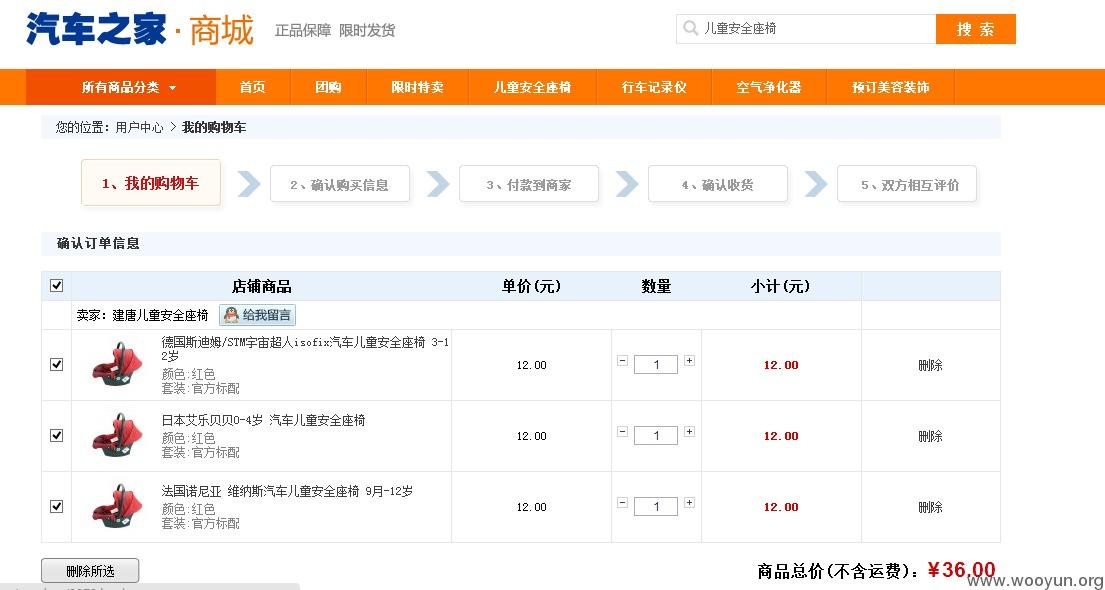 汽车之家·商城 正品保障 限时发货 儿童安全座椅 搜 索
所有商品分类 首页 团购 限时特卖 儿童安全座椅 行车记录仪 空气净化器 预订美容装饰
您的位置：用户中心 > 我的购物车
1、我的购物车 2、确认购买信息 3、付款到商家 4、确认收货 5、双方相互评价
确认订单信息
店铺商品 单价(元) 数量 小计(元)
卖家：建唐儿童安全座椅 给我留言
德国斯迪姆/STM宇宙超人isofix汽车儿童安全座椅 3-1
2岁
颜色:红色
套装:官方标配
12.00 - 1 + 12.00 删除
日本艾乐贝贝0-4岁 汽车儿童安全座椅
颜色:红色
套装:官方标配
12.00 - 1 + 12.00 删除
法国诺尼亚 维纳斯汽车儿童安全座椅 9月-12岁
颜色:红色
套装:官方标配
12.00 - 1 + 12.00 删除
删除所选 商品总价(不含运费)：¥36.00
www.wooyun.org